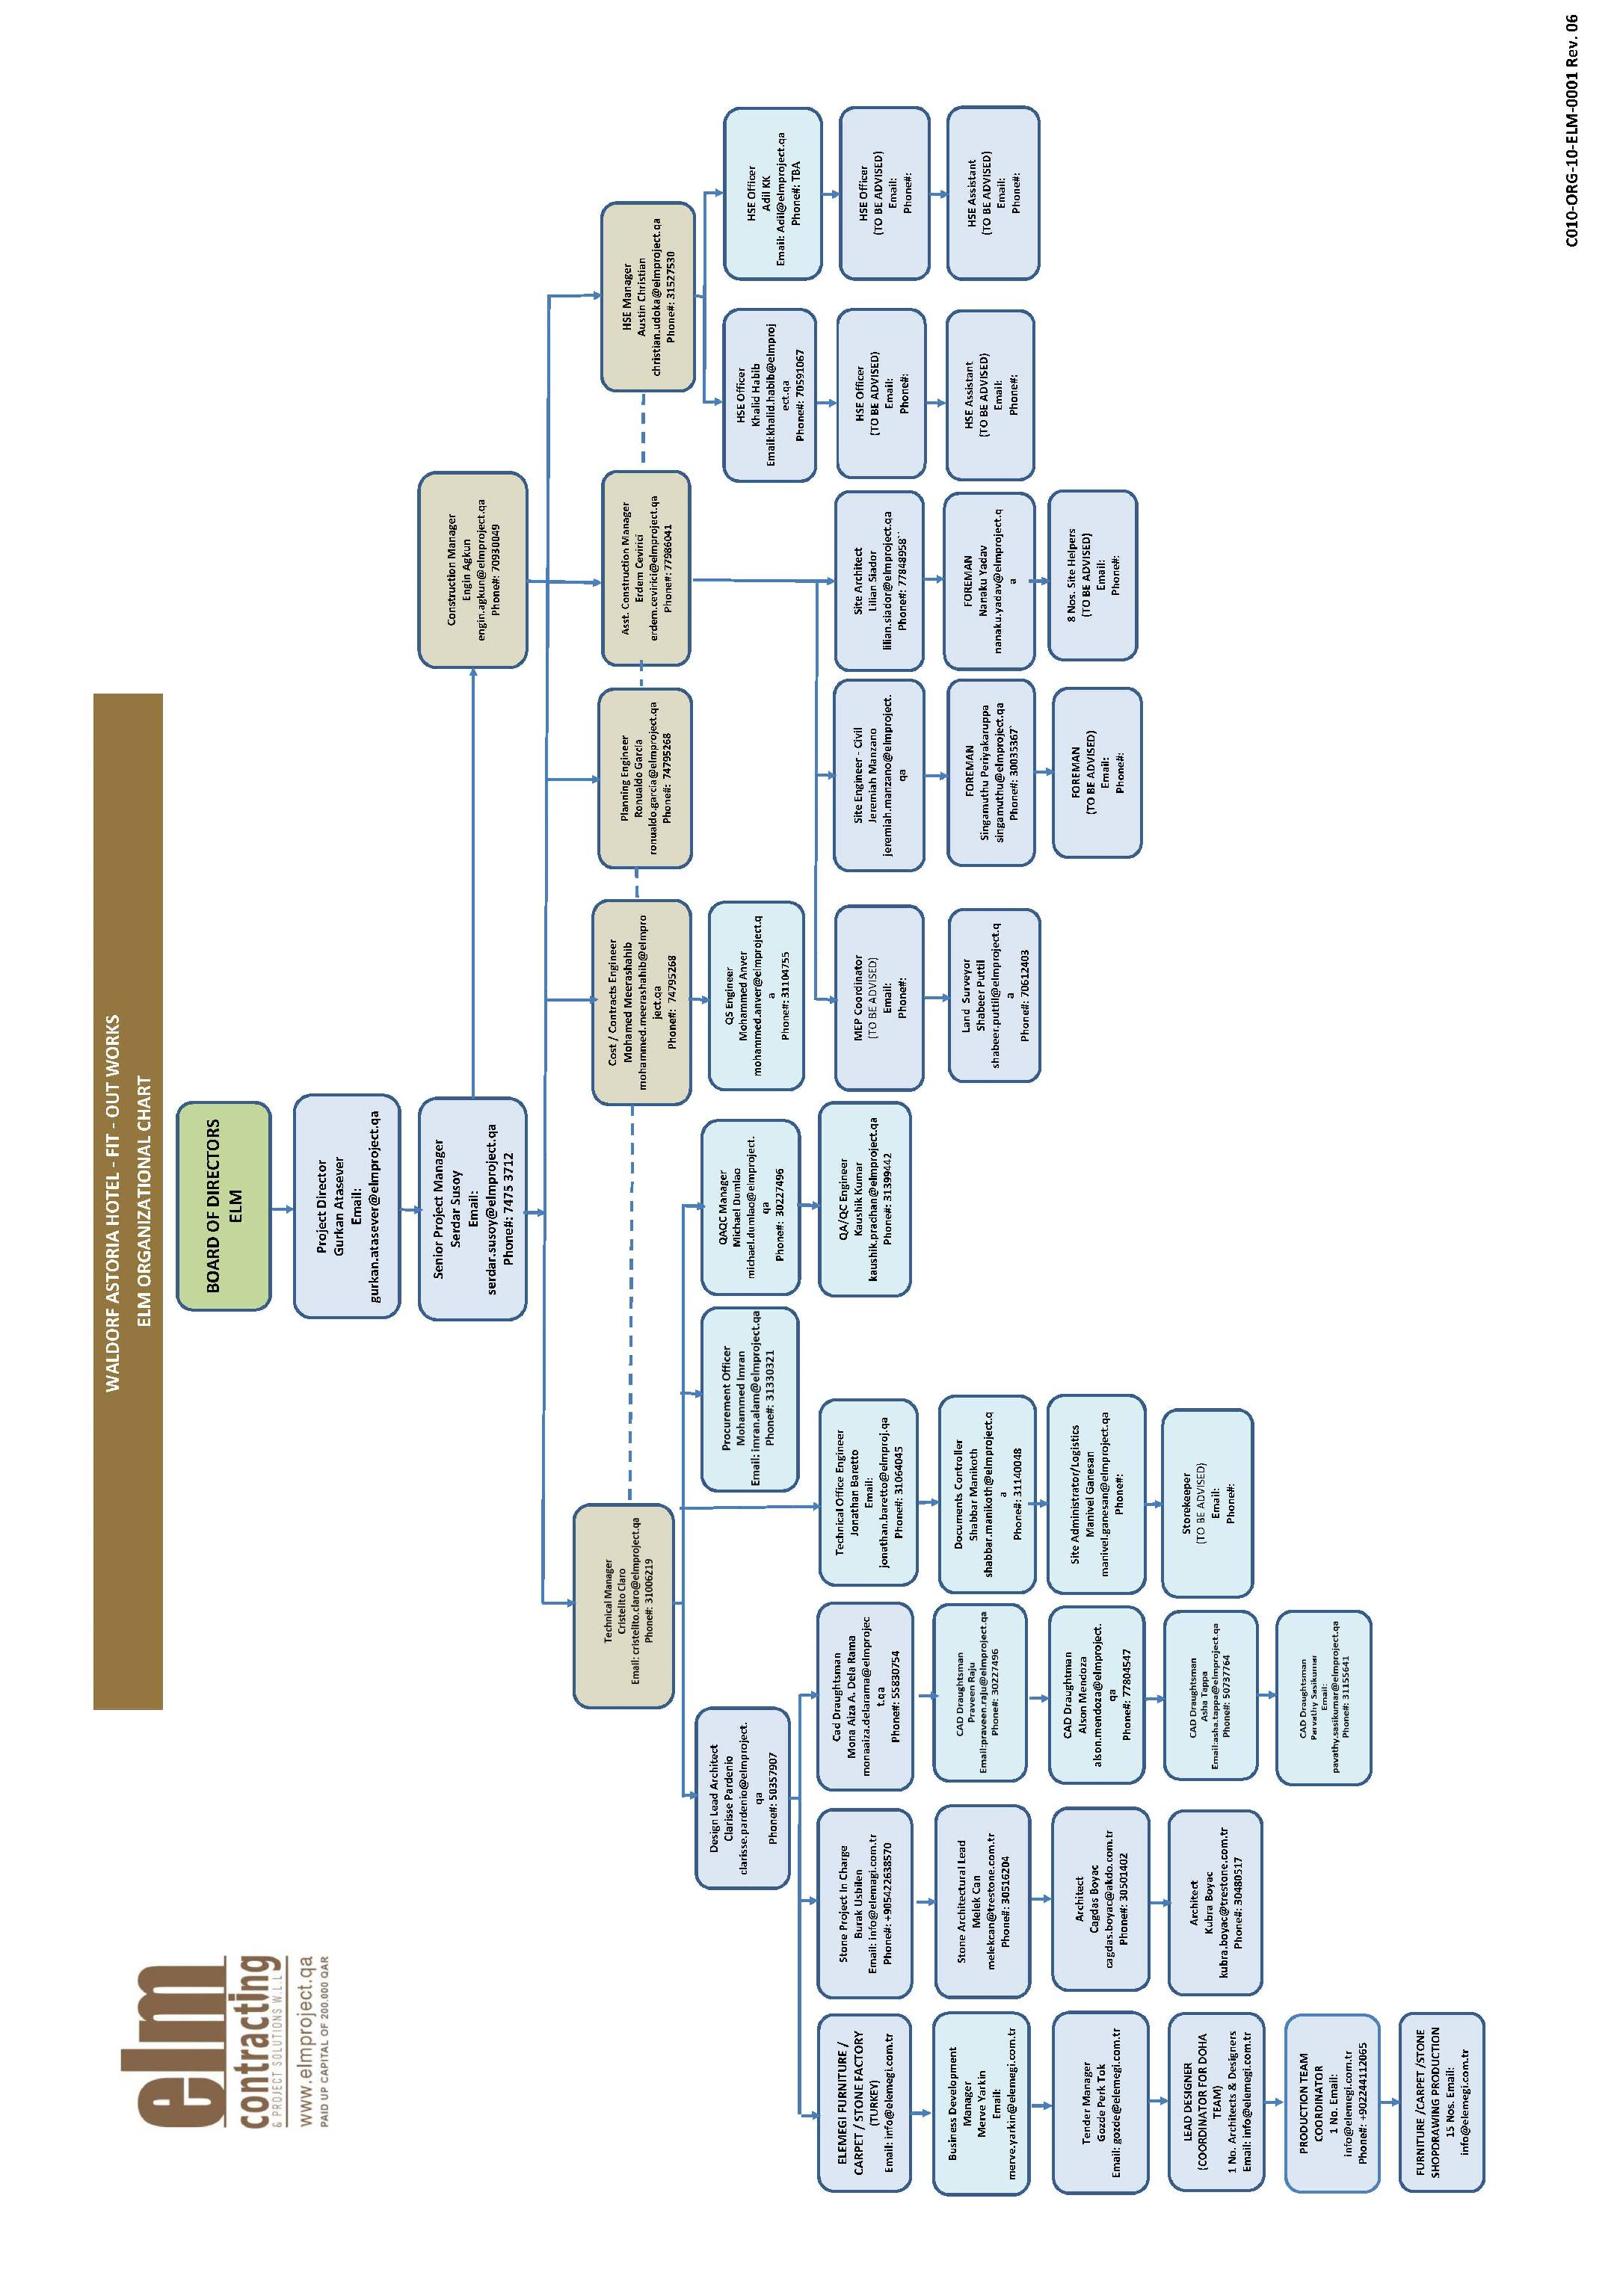 elm
contracting
& PROJECT SOLUTIONS W.L.L
www.elmproject.qa
PAID UP CAPITAL OF 200.000 QAR
WALDORF ASTORIA HOTEL - FIT - OUT WORKS
ELM ORGANIZATIONAL CHART
BOARD OF DIRECTORS
ELM
Project Director
Gurkan Atasever
Email:
gurkan.atasever@elmproject.qa
Senior Project Manager
Serdar Susoy
Email:
serdar.susoy@elmproject.qa
Phone#: 7475 3712
Construction Manager
Engin Agkun
engin.agkun@elmproject.qa
Phone#: 70930049
Technical Manager
Cristelito Claro
Email: cristelito.claro@elmproject.qa
Phone#: 31006219
Cost / Contracts Engineer
Mohamed Meerashahib
mohammed.meerashahib@elmpro
ject.qa
Phone#: 74795268
Planning Engineer
Ronualdo Garcia
ronualdo.garcia@elmproject.qa
Phone#: 74795268
Asst. Construction Manager
Erdem Cevirici
erdem.cevirici@elmproject.qa
Phone#: 77986041
HSE Manager
Austin Christian
christian.udoka@elmproject.qa
Phone#: 31527530
Design Lead Architect
Clarisse Pardenio
clarisse.pardenio@elmproject.
qa
Phone#: 50357907
Procurement Officer
Mohammed Imran
Email: imran.alam@elmproject.qa
Phone#: 31330321
QAQC Manager
Michael Dumlao
michael.dumlao@elmproject.
qa
Phone#: 30227496
QS Engineer
Mohammed Anver
mohammed.anver@elmproject.q
a
Phone#: 31104755
HSE Officer
Khalid Habib
Email:khalid.habib@elmproj
ect.qa
Phone#: 70591067
HSE Officer
Adil KK
Email: Adil@elmproject.qa
Phone#: TBA
ELEMEGI FURNITURE /
CARPET / STONE FACTORY
(TURKEY)
Email: info@elemegi.com.tr
Stone Project In Charge
Burak Usbilen
Email: info@elemagi.com.tr
Phone#: +905422638570
Cad Draughtsman
Mona Aiza A. Dela Rama
monaaiza.delarama@elmprojec
t.qa
Phone#: 55830754
Technical Office Engineer
Jonathan Baretto
Email:
jonathan.baretto@elmproj.qa
Phone#: 31064045
QA/QC Engineer
Kaushik Kumar
kaushik.pradhan@elmproject.qa
Phone#: 31399442
MEP Coordinator
(TO BE ADVISED)
Email:
Phone#:
Site Engineer - Civil
Jeremiah Manzano
jeremiah.manzano@elmproject.
qa
Site Architect
Lilian Siador
lilian.siador@elmproject.qa
Phone#: 77848958``
HSE Officer
(TO BE ADVISED)
Email:
Phone#:
HSE Officer
(TO BE ADVISED)
Email:
Phone#:
Business Development
Manager
Merve Yarkin
Email:
merve.yarkin@elemegi.com.tr
Stone Architectural Lead
Melek Can
melekcan@trestone.com.tr
Phone#: 30516204
CAD Draughtsman
Praveen Raju
Email:praveen.raju@elmproject.qa
Phone#: 30227496
Documents Controller
Shabbar Manikoth
shabbar.manikoth@elmproject.q
a
Phone#: 31140048
Land Surveyor
Shabeer Puttil
shabeer.puttil@elmproject.q
a
Phone#: 70612403
FOREMAN
Singamuthu Periyakaruppa
singamuthu@elmproject.qa
Phone#: 30035367`
FOREMAN
Nanaku Yadav
nanaku.yadav@elmproject.q
a
HSE Assistant
(TO BE ADVISED)
Email:
Phone#:
HSE Assistant
(TO BE ADVISED)
Email:
Phone#:
Tender Manager
Gozde Perk Tok
Email: gozde@elemegi.com.tr
Architect
Cagdas Boyac
cagdas.boyac@akdo.com.tr
Phone#: 30501402
CAD Draughtman
Alson Mendoza
alson.mendoza@elmproject.
qa
Phone#: 77804547
Site Administrator/Logistics
Manivel Ganesan
manivel.ganesan@elmproject.qa
Phone#:
FOREMAN
(TO BE ADVISED)
Email:
Phone#:
8 Nos. Site Helpers
(TO BE ADVISED)
Email:
Phone#:
LEAD DESIGNER
(COORDINATOR FOR DOHA
TEAM)
1 No. Architects & Designers
Email: info@elemegi.com.tr
Architect
Kubra Boyac
kubra.boyac@trestone.com.tr
Phone#: 30480517
CAD Draughtsman
Asha Tappa
Email:asha.tappa@elmproject.qa
Phone#: 50737764
Storekeeper
(TO BE ADVISED)
Email:
Phone#:
PRODUCTION TEAM
COORDINATOR
1 No. Email:
info@elemegi.com.tr
Phone#: +902244112065
CAD Draughtsman
Parvathy Sasikumar
Email:
pavathy.sasikumar@elmproject.qa
Phone#: 31155641
FURNITURE /CARPET /STONE
SHOPDRAWING PRODUCTION
15 Nos. Email:
info@elemegi.com.tr
C010-ORG-10-ELM-0001 Rev. 06